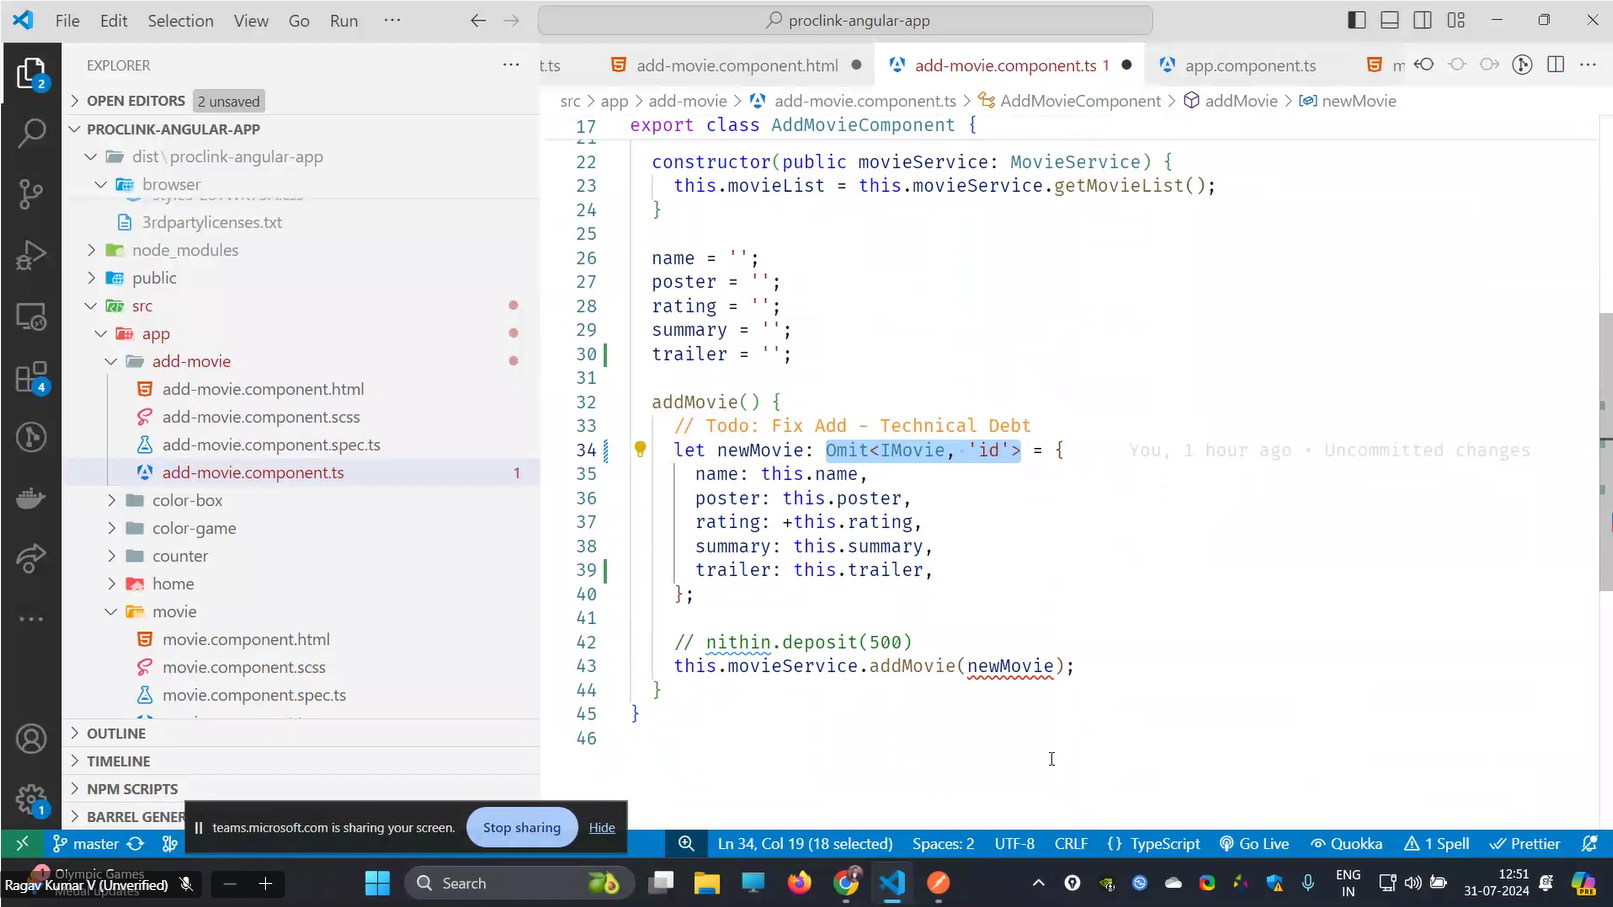 File Edit Selection View Go Run ··· proclink-angular-app
EXPLORER ···
.ts add-movie.component.html add-movie.component.ts 1 app.component.ts m
src > app > add-movie > add-movie.component.ts > AddMovieComponent > addMovie > newMovie
OPEN EDITORS 2 unsaved
PROCLINK-ANGULAR-APP
dist\proclink-angular-app
browser
3rdpartylicenses.txt
node_modules
public
src
app
add-movie
add-movie.component.html
add-movie.component.scss
add-movie.component.spec.ts
add-movie.component.ts 1
color-box
color-game
counter
home
movie
movie.component.html
movie.component.scss
movie.component.spec.ts
OUTLINE
TIMELINE
NPM SCRIPTS
BARREL GENER
2
4
1
17 export class AddMovieComponent {
21
22 constructor(public movieService: MovieService) {
23 this.movieList = this.movieService.getMovieList();
24 }
25
26 name = '';
27 poster = '';
28 rating = '';
29 summary = '';
30 trailer = '';
31
32 addMovie() {
33 // Todo: Fix Add - Technical Debt
34 let newMovie: Omit<IMovie, 'id'> = { You, 1 hour ago • Uncommitted changes
35 name: this.name,
36 poster: this.poster,
37 rating: +this.rating,
38 summary: this.summary,
39 trailer: this.trailer,
40 };
41
42 // nithin.deposit(500)
43 this.movieService.addMovie(newMovie);
44 }
45 }
46
teams.microsoft.com is sharing your screen. Stop sharing Hide
master Ln 34, Col 19 (18 selected) Spaces: 2 UTF-8 CRLF {} TypeScript Go Live Quokka 1 Spell Prettier
Olympic Games
Medal updates
1
Ragav Kumar V (Unverified)
Search
ENG
IN
12:51
31-07-2024
PRE